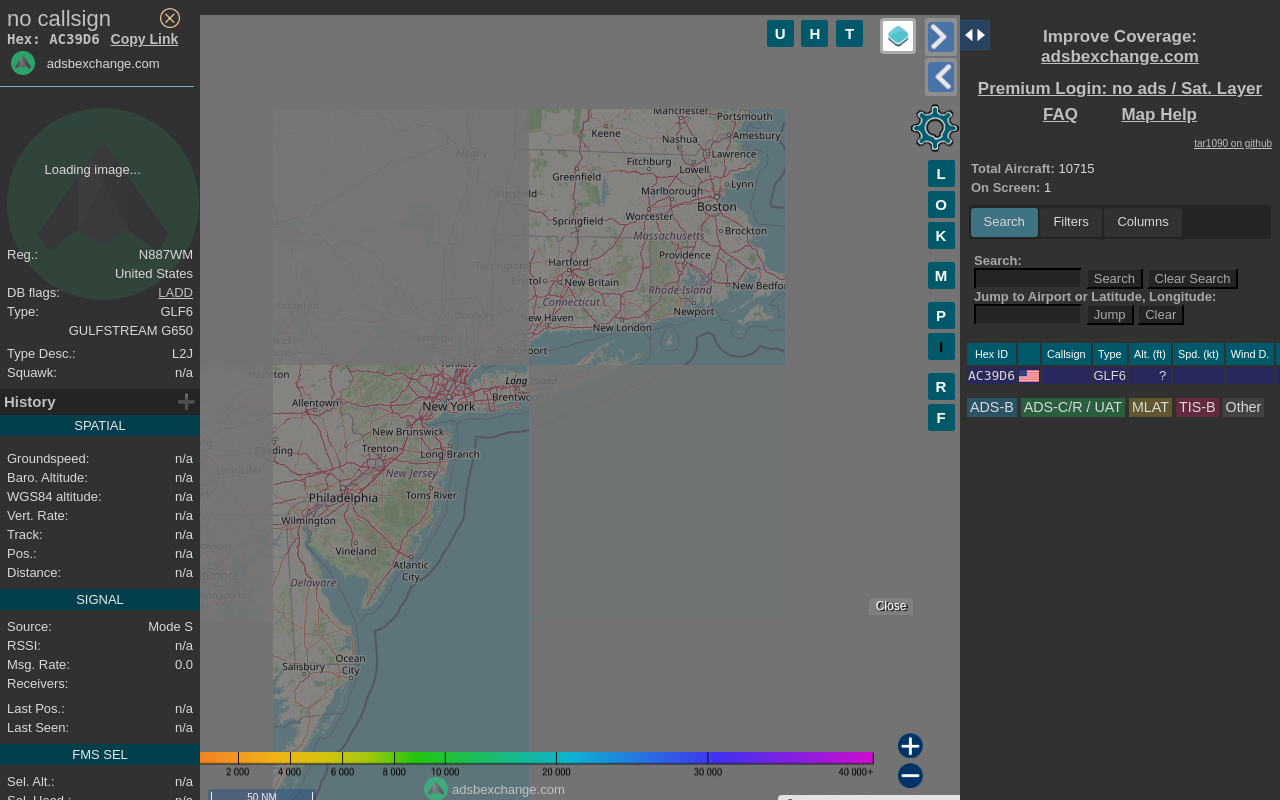 no callsign
Hex: AC39D6 Copy Link
adsbexchange.com
Loading image...
Reg.: N887WM
United States
DB flags: LADD
Type: GLF6
GULFSTREAM G650
Type Desc.: L2J
Squawk: n/a
History
SPATIAL
Groundspeed: n/a
Baro. Altitude: n/a
WGS84 altitude: n/a
Vert. Rate: n/a
Track: n/a
Pos.: n/a
Distance: n/a
SIGNAL
Source: Mode S
RSSI: n/a
Msg. Rate: 0.0
Receivers:
Last Pos.: n/a
Last Seen: n/a
FMS SEL
Sel. Alt.: n/a
Sel. Head.: n/a
U H T
L
O
K
M
P
I
R
F
Manchester
Portsmouth
Keene
Nashua
Amesbury
Albany
Fitchburg
Lawrence
Lowell
Greenfield
Pittsfield
Marlborough
Lynn
Worcester
Boston
Springfield
Massachusetts
Brockton
Hartford
Providence
Torrington
Bristol
New Britain
Rhode Island
New Bedfor
Connecticut
Scranton
Danbury
New Haven
Newport
New London
Ramapo
Bridgeport
Yonkers
Hazleton
Long Island
Allentown
New York
Brentwood
New Brunswick
Reading
Trenton
Long Branch
Lancaster
New Jersey
Philadelphia
Toms River
Wilmington
Vineland
Atlantic
City
Delaware
Annapolis
Salisbury
Ocean
City
Close
2 000 4 000 6 000 8 000 10 000 20 000 30 000 40 000+
adsbexchange.com
50 NM
Improve Coverage:
adsbexchange.com
Premium Login: no ads / Sat. Layer
FAQ Map Help
tar1090 on github
Total Aircraft: 10715
On Screen: 1
Search Filters Columns
Search:
Search Clear Search
Jump to Airport or Latitude, Longitude:
Jump Clear
Hex ID Callsign Type Alt. (ft) Spd. (kt) Wind D.
AC39D6 GLF6 ?
ADS-B ADS-C/R / UAT MLAT TIS-B Other